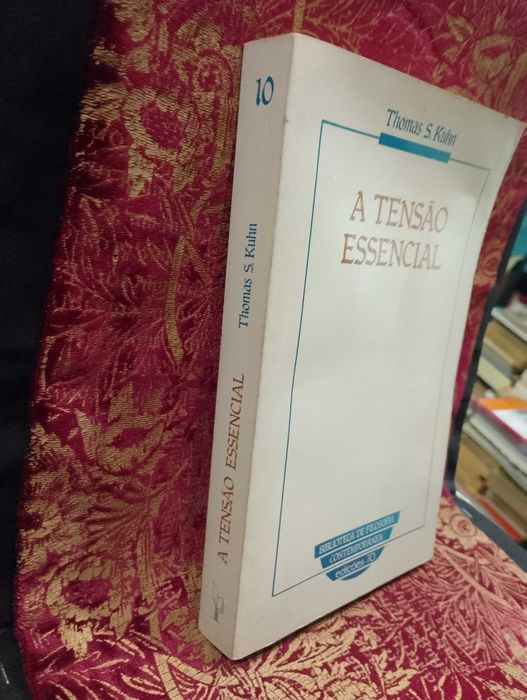 10
Thomas S. Kuhn
A TENSÃO ESSENCIAL
Thomas S. Kuhn
A TENSÃO
ESSENCIAL
BIBLIOTECA DE FILOSOFIA
CONTEMPORÂNEA
edições 70